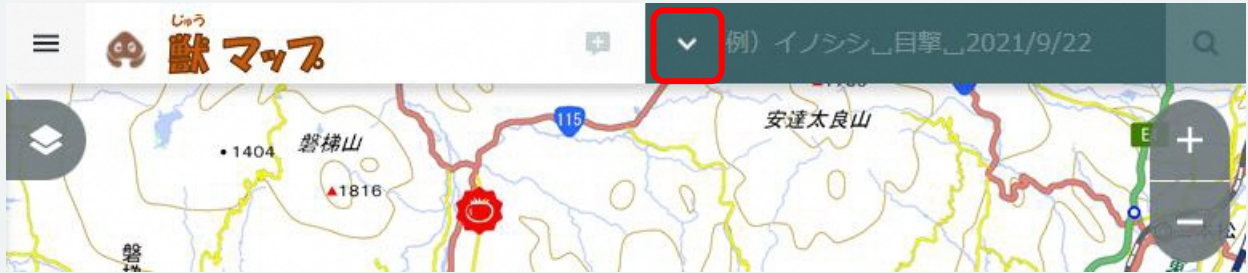 じゅう
獣マップ
例）イノシシ␣目撃␣2021/9/22
115
安達太良山
E
+
•1404
磐梯山
▲1816
−
磐